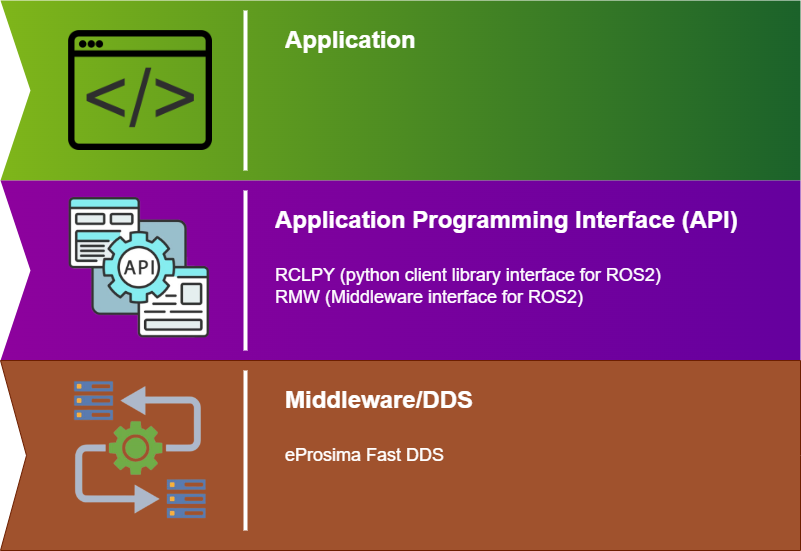 </>
Application
API
Application Programming Interface (API)
RCLPY (python client library interface for ROS2)
RMW (Middleware interface for ROS2)
Middleware/DDS
eProsima Fast DDS